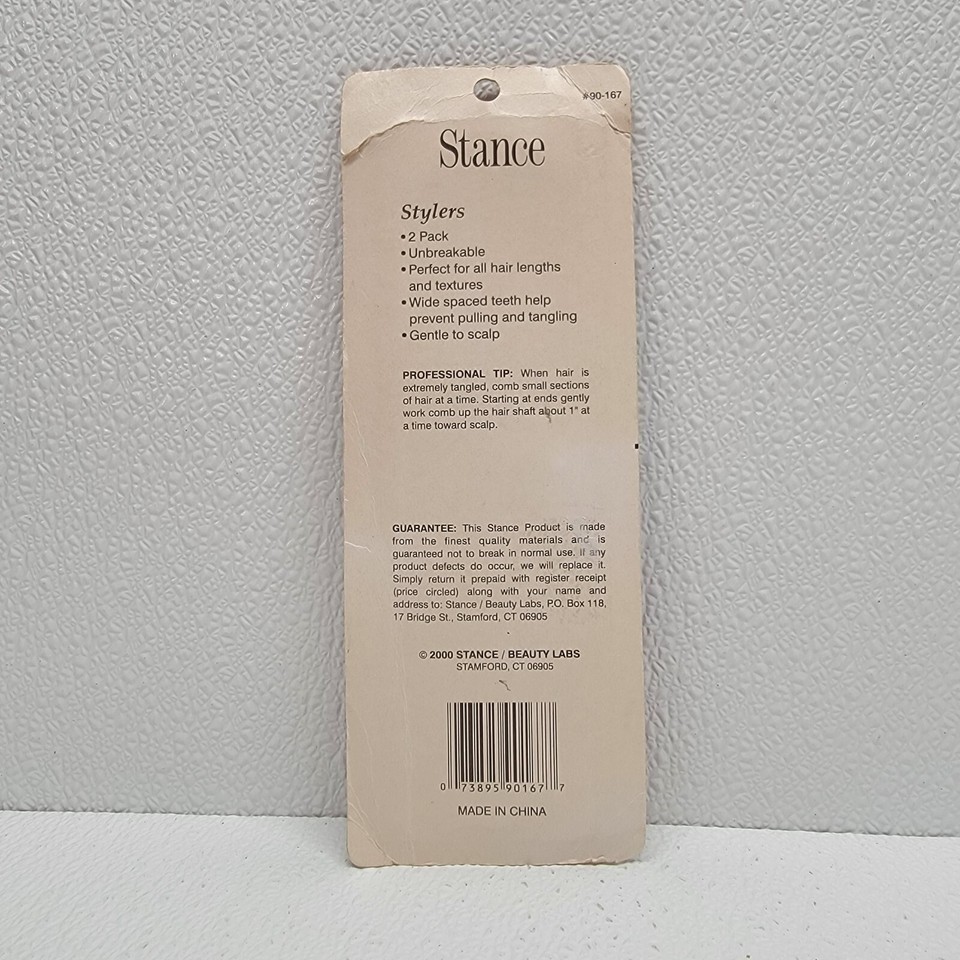 #90-167
Stance
Stylers
• 2 Pack
• Unbreakable
• Perfect for all hair lengths
and textures
• Wide spaced teeth help
prevent pulling and tangling
• Gentle to scalp
PROFESSIONAL TIP: When hair is
extremely tangled, comb small sections
of hair at a time. Starting at ends gently
work comb up the hair shaft about 1" at
a time toward scalp.
GUARANTEE: This Stance Product is made
from the finest quality materials and is
guaranteed not to break in normal use. If any
product defects do occur, we will replace it.
Simply return it prepaid with register receipt
(price circled) along with your name and
address to: Stance / Beauty Labs, P.O. Box 118,
17 Bridge St., Stamford, CT 06905
© 2000 STANCE / BEAUTY LABS
STAMFORD, CT 06905
0 73895 90167 7
MADE IN CHINA